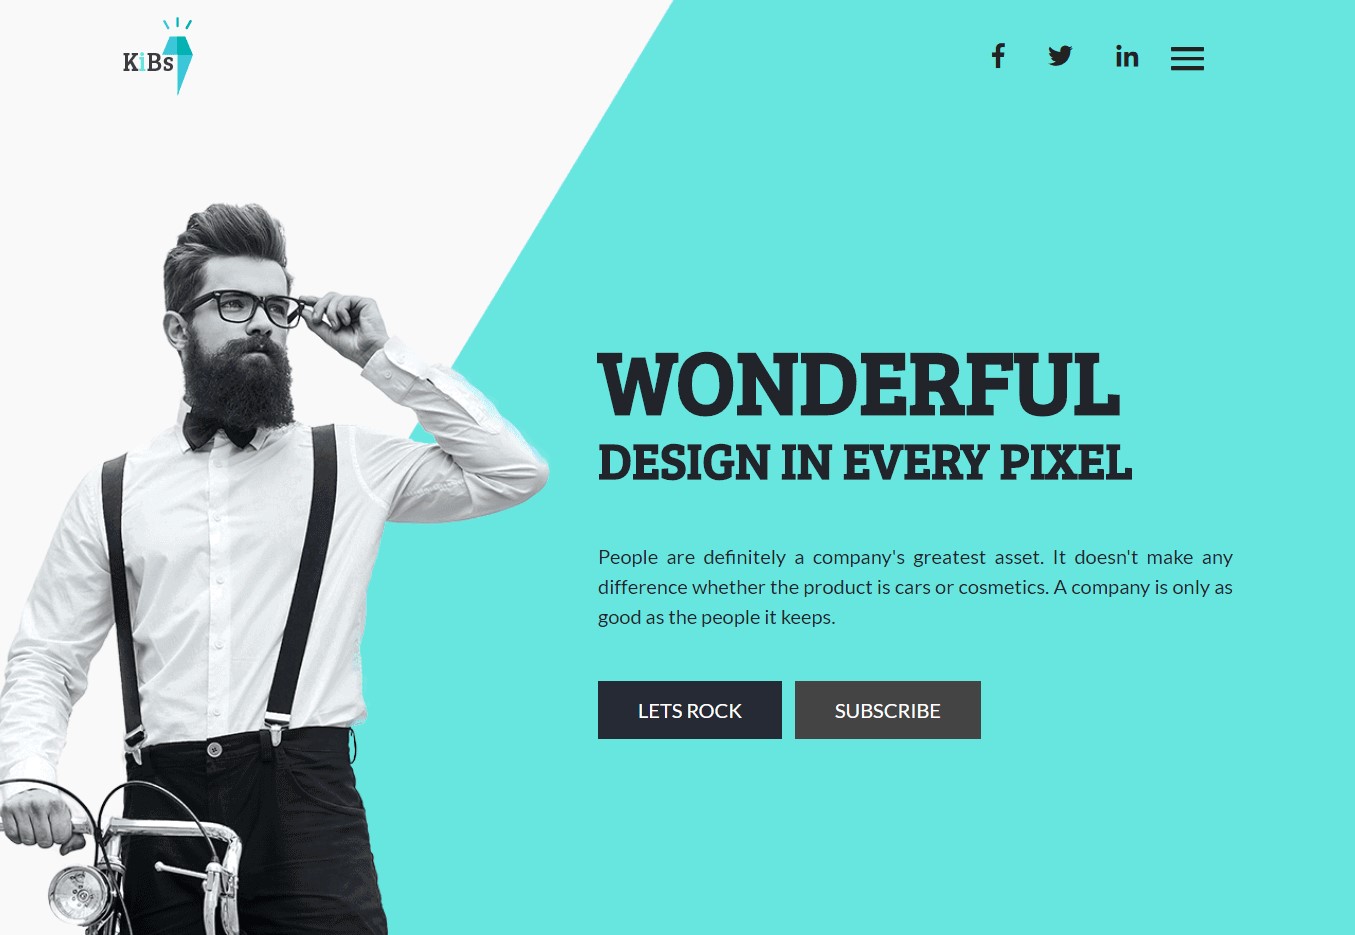 KiBs
WONDERFUL
DESIGN IN EVERY PIXEL
People are definitely a company's greatest asset. It doesn't make any
difference whether the product is cars or cosmetics. A company is only as
good as the people it keeps.
LETS ROCK
SUBSCRIBE